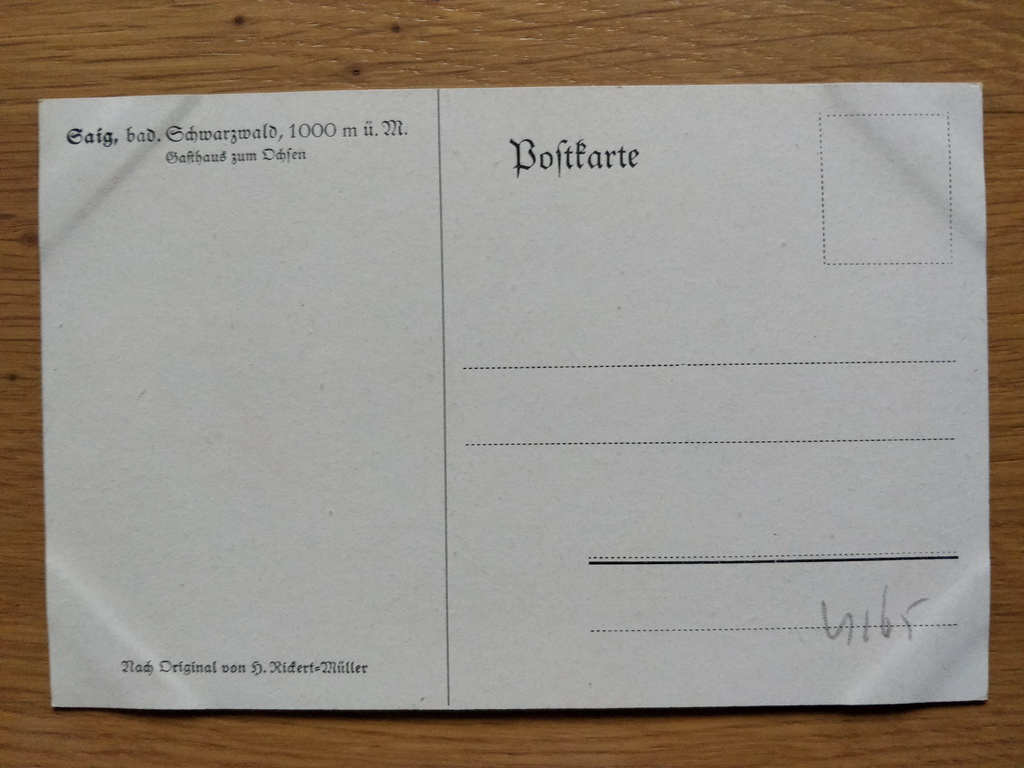 Saig, bad. Schwarzwald, 1000 m ü. M.
Gaſthaus zum Ochſen
Poſtkarte
Nach Original von H. Rickert=Müller